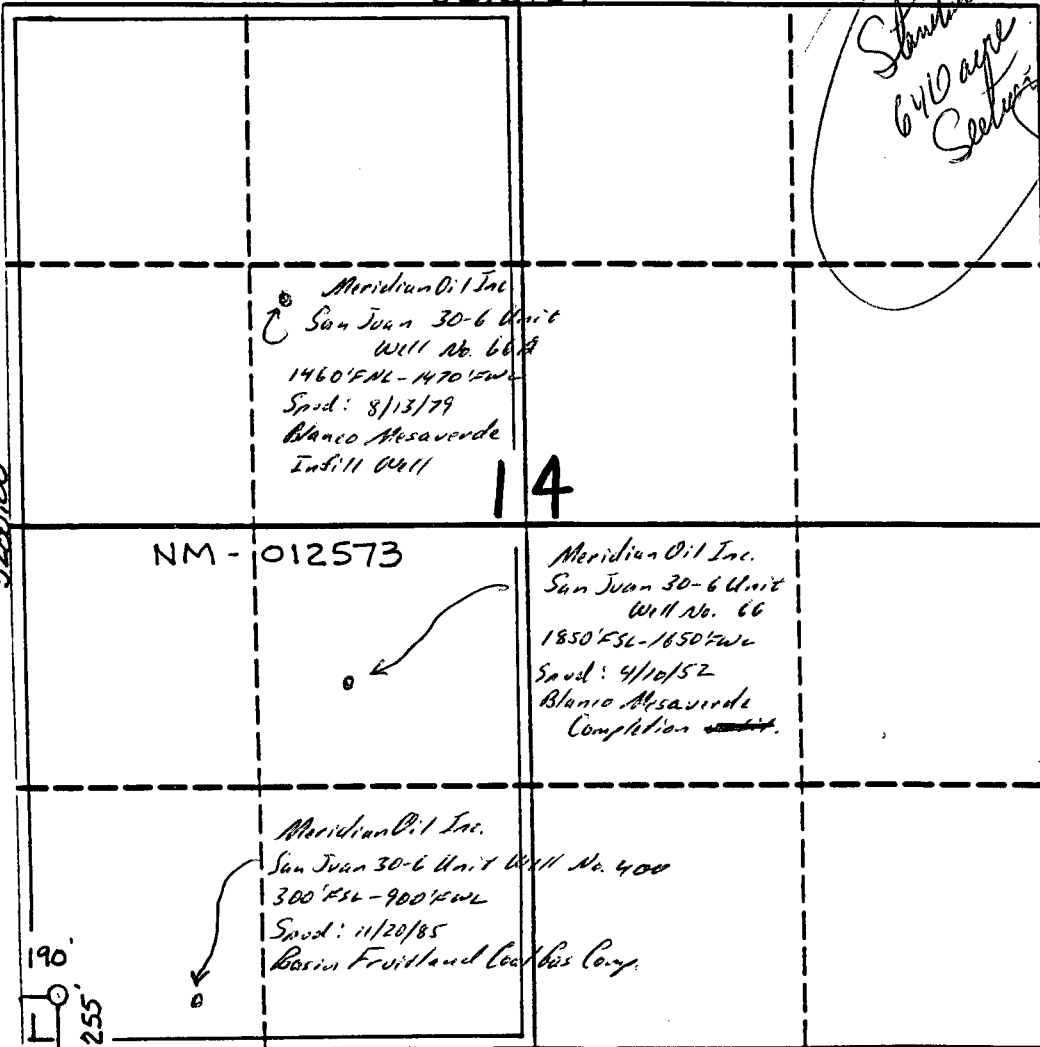 640 acre
Meridian Oil Inc
San Juan 30-6 Unit
Well No. 66A
1460'FNL-1470'FWL
Spud: 8/13/79
Blanco Mesaverde
Infill Well
14
NM-012573
Meridian Oil Inc.
San Juan 30-6 Unit
Well No. 66
1850'FSL-1650'FWL
Spud: 4/10/52
Blanco Mesaverde
Completion
Meridian Oil Inc.
San Juan 30-6 Unit Well No. 400
300'FSL-900'FWL
Spud: 11/20/85
Basin Fruitland Coal Gas Comp.
190'
255'